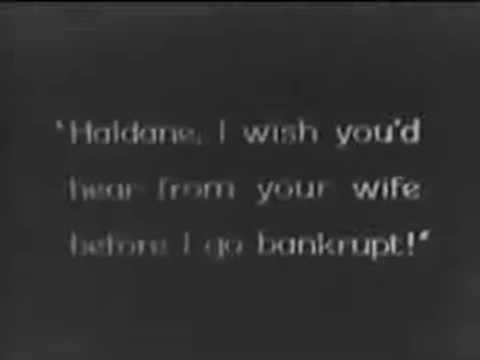 "Haldane, I wish you'd
hear from your wife
before I go bankrupt!"